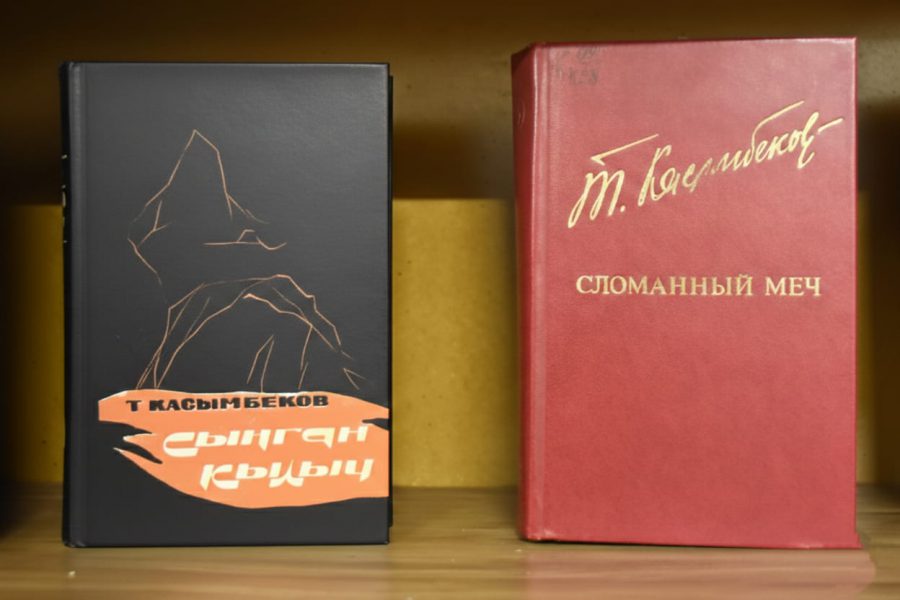 Т КАСЫМБЕКОВ
Сынган
кылыч
Т. Касымбеков
СЛОМАННЫЙ МЕЧ